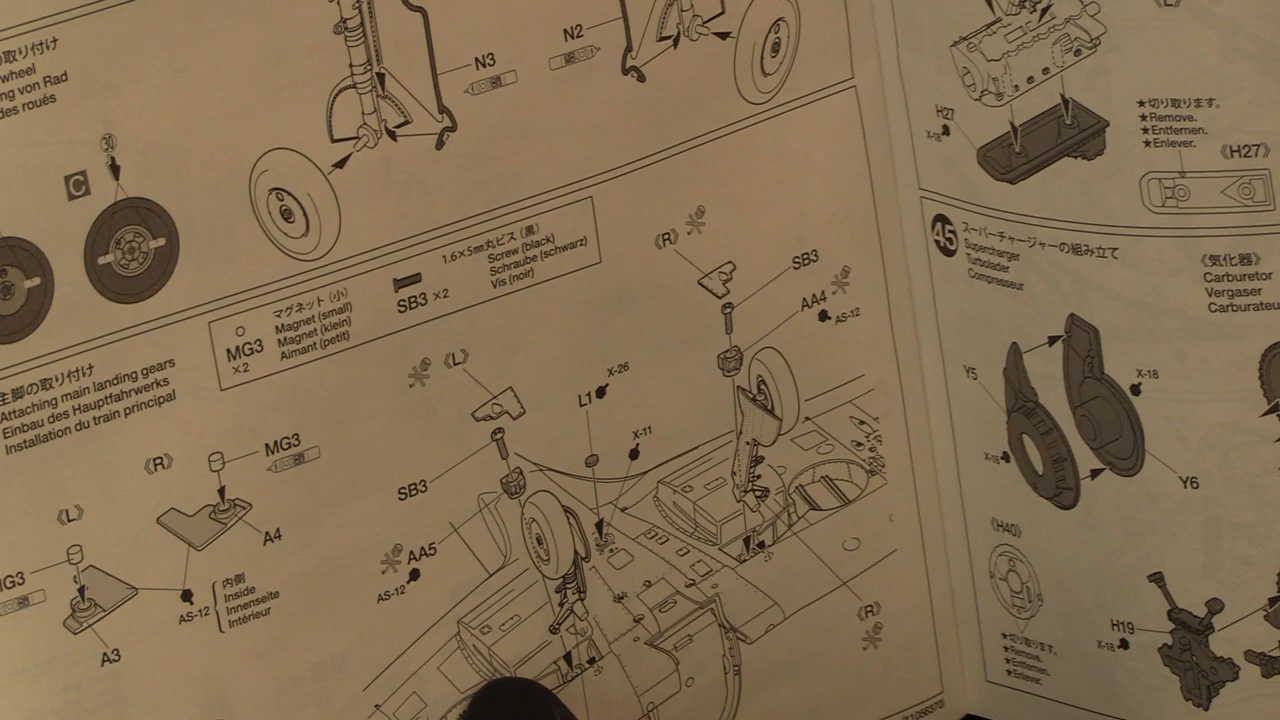 の取り付け
wheel
ng von Rad
des roués
N3
N2
30
C
マグネット (小)
Magnet (small)
Magnet (klein)
Aimant (petit)
MG3
×2
SB3 ×2
1.6×5mm丸ビス (黒)
Screw (black)
Schraube (schwarz)
Vis (noir)
主脚の取り付け
Attaching main landing gears
Einbau des Hauptfahrwerks
Installation du train principal
《R》
MG3
A4
《L》
MG3
A3
AS-12
内側
Inside
Innenseite
Intérieur
《L》
SB3
AA5
AS-12
L1
X-26
X-11
《R》
SB3
AA4
AS-12
《R》
《L》
H27
X-18
★切り取ります。
★Remove.
★Entfernen.
★Enlever.
《H27》
45
スーパーチャージャーの組み立て
Supercharger
Turbolader
Compresseur
《気化器》
Carburetor
Vergaser
Carburateu
Y5
X-18
X-18
Y6
《H40》
★切り取ります。
★Remove.
★Entfernen.
★Enlever.
H19
X-18